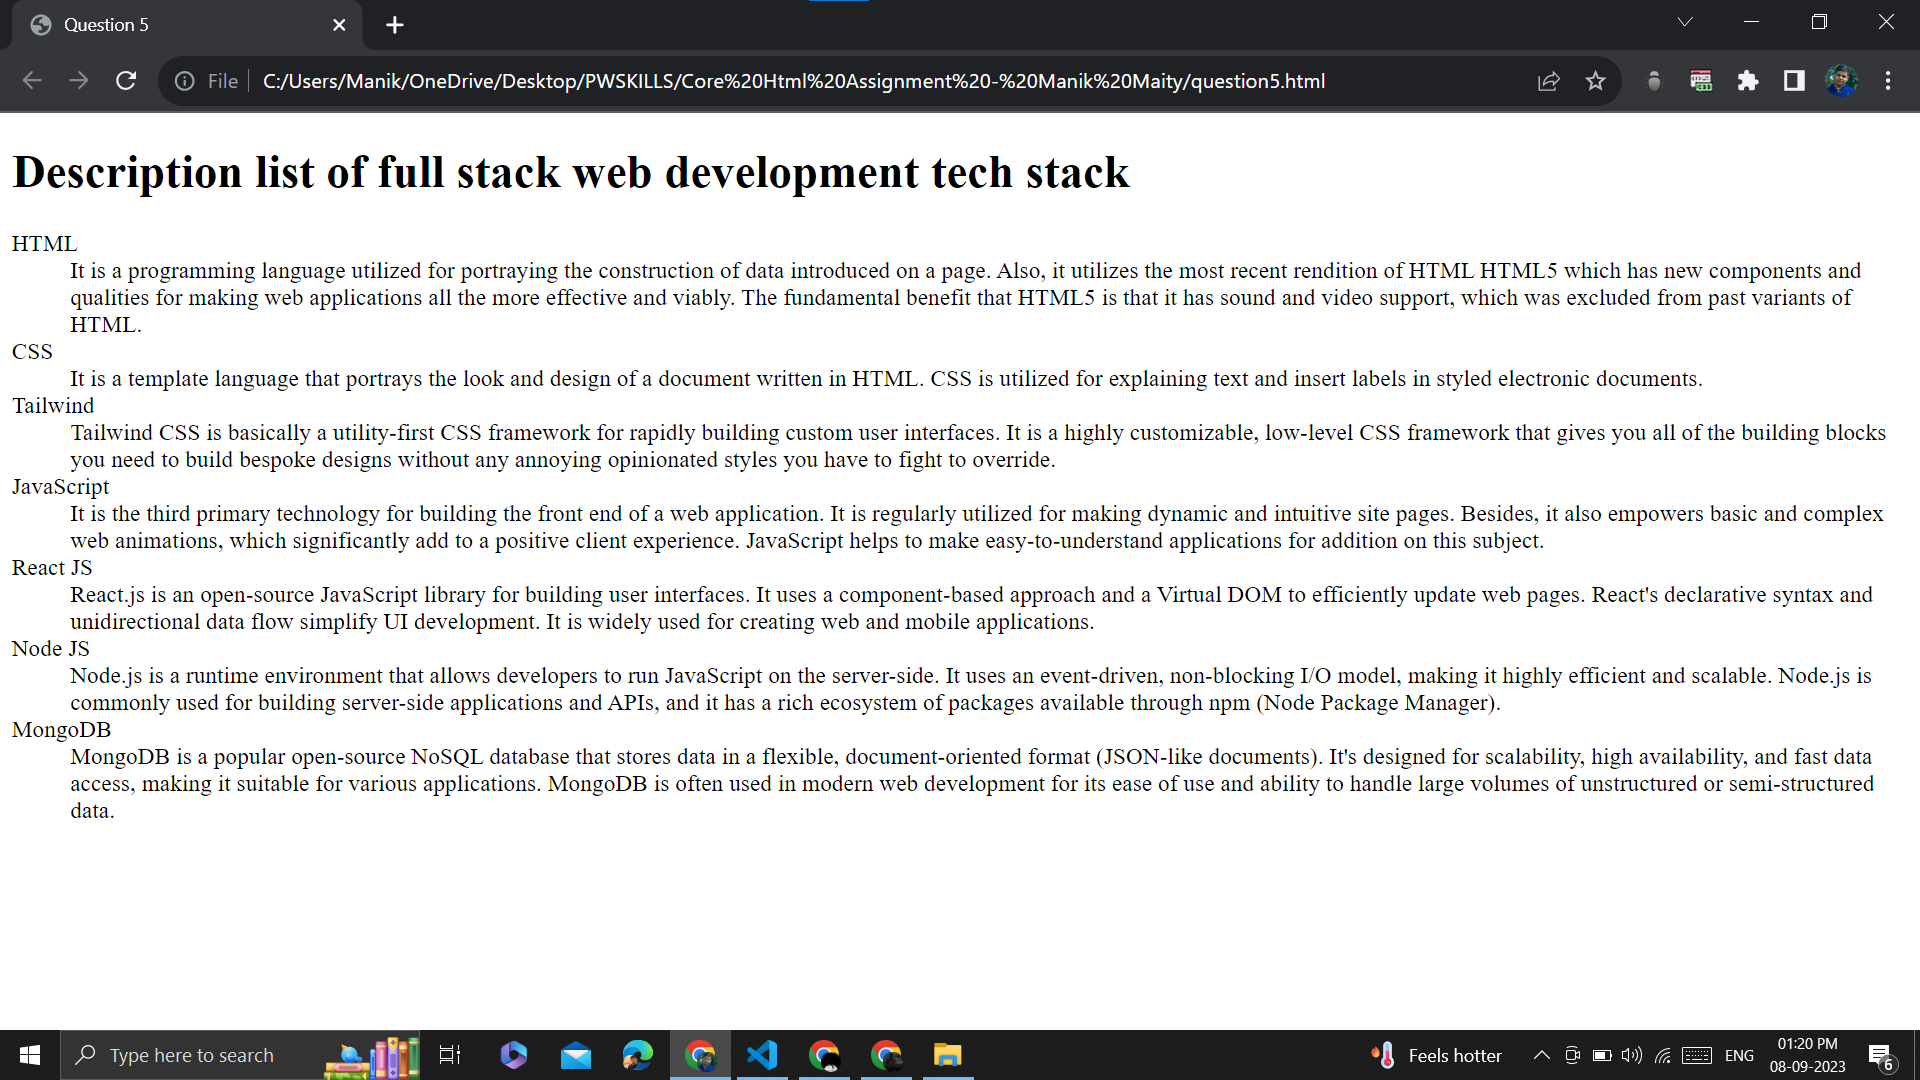 Question 5
File
C:/Users/Manik/OneDrive/Desktop/PWSKILLS/Core%20Html%20Assignment%20-%20Manik%20Maity/question5.html
Description list of full stack web development tech stack
HTML
It is a programming language utilized for portraying the construction of data introduced on a page. Also, it utilizes the most recent rendition of HTML HTML5 which has new components and
qualities for making web applications all the more effective and viably. The fundamental benefit that HTML5 is that it has sound and video support, which was excluded from past variants of
HTML.
CSS
It is a template language that portrays the look and design of a document written in HTML. CSS is utilized for explaining text and insert labels in styled electronic documents.
Tailwind
Tailwind CSS is basically a utility-first CSS framework for rapidly building custom user interfaces. It is a highly customizable, low-level CSS framework that gives you all of the building blocks
you need to build bespoke designs without any annoying opinionated styles you have to fight to override.
JavaScript
It is the third primary technology for building the front end of a web application. It is regularly utilized for making dynamic and intuitive site pages. Besides, it also empowers basic and complex
web animations, which significantly add to a positive client experience. JavaScript helps to make easy-to-understand applications for addition on this subject.
React JS
React.js is an open-source JavaScript library for building user interfaces. It uses a component-based approach and a Virtual DOM to efficiently update web pages. React's declarative syntax and
unidirectional data flow simplify UI development. It is widely used for creating web and mobile applications.
Node JS
Node.js is a runtime environment that allows developers to run JavaScript on the server-side. It uses an event-driven, non-blocking I/O model, making it highly efficient and scalable. Node.js is
commonly used for building server-side applications and APIs, and it has a rich ecosystem of packages available through npm (Node Package Manager).
MongoDB
MongoDB is a popular open-source NoSQL database that stores data in a flexible, document-oriented format (JSON-like documents). It's designed for scalability, high availability, and fast data
access, making it suitable for various applications. MongoDB is often used in modern web development for its ease of use and ability to handle large volumes of unstructured or semi-structured
data.
Type here to search
Feels hotter
ENG
01:20 PM
08-09-2023
6